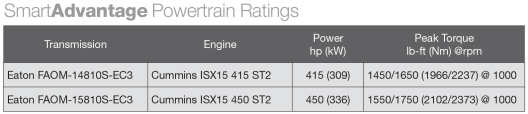 SmartAdvantage Powertrain Ratings
Transmission Engine Power hp (kW) Peak Torque lb-ft (Nm) @rpm
Eaton FAOM-14810S-EC3 Cummins ISX15 415 ST2 415 (309) 1450/1650 (1966/2237) @ 1000
Eaton FAOM-15810S-EC3 Cummins ISX15 450 ST2 450 (336) 1550/1750 (2102/2373) @ 1000